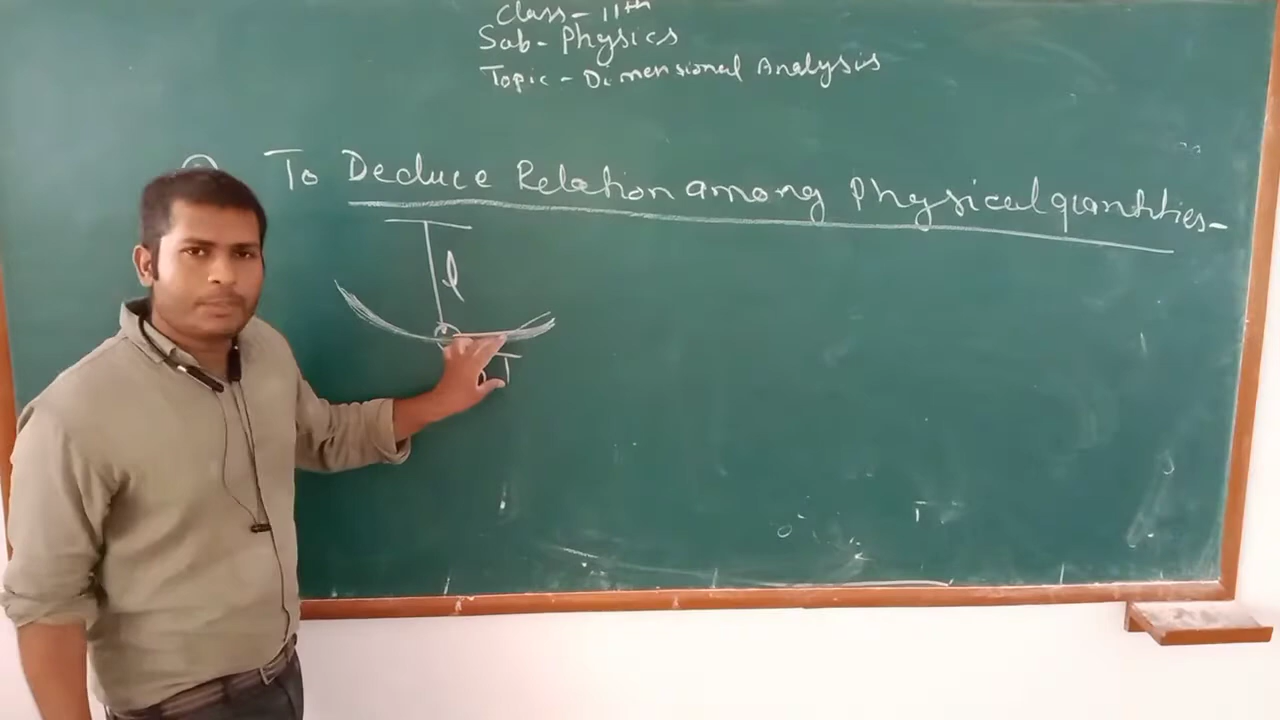 Class - 11th
Sub - Physics
Topic - Dimensional Analysis
To Deduce Relation among Physical quantities -
l
T